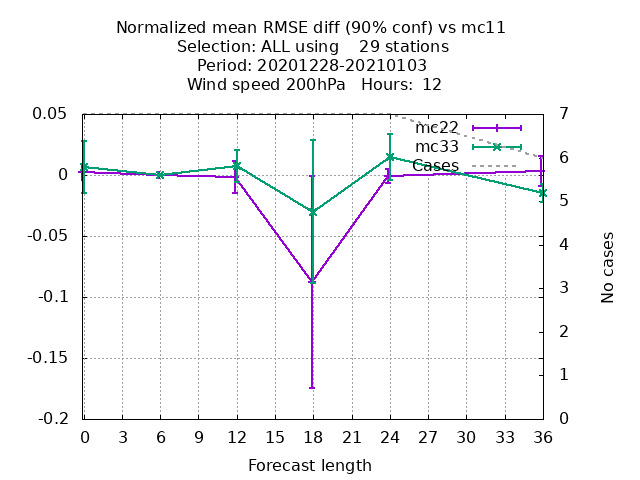 Normalized mean RMSE diff (90% conf) vs mc11
Selection: ALL using    29 stations
Period: 20201228-20210103
Wind speed 200hPa   Hours:  12
0.05
0
-0.05
-0.1
-0.15
-0.2
mc22
mc33
Cases
7
6
5
4
3
2
1
0
No cases
0 3 6 9 12 15 18 21 24 27 30 33 36
Forecast length